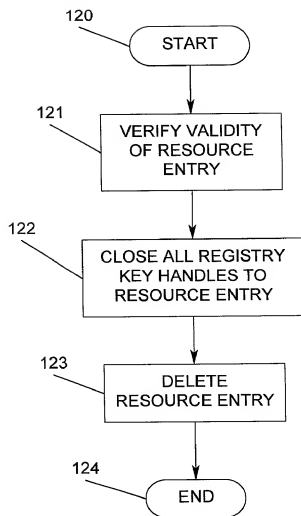 120
START
121
VERIFY VALIDITY
OF RESOURCE
ENTRY
122
CLOSE ALL REGISTRY
KEY HANDLES TO
RESOURCE ENTRY
123
DELETE
RESOURCE ENTRY
124
END